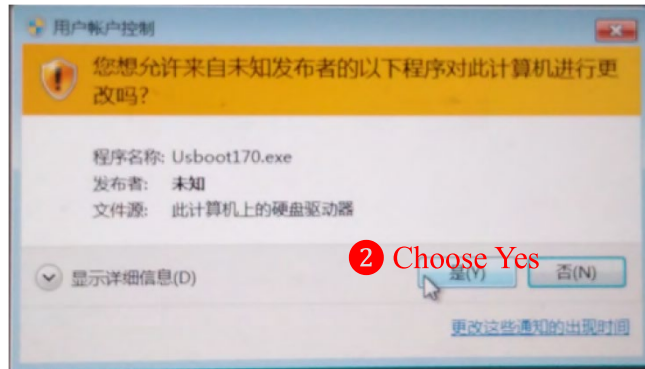 用户帐户控制
您想允许来自未知发布者的以下程序对此计算机进行更
改吗?
程序名称: Usboot170.exe
发布者: 未知
文件源: 此计算机上的硬盘驱动器
2 Choose Yes
显示详细信息(D)
是(Y)
否(N)
更改这些通知的出现时间